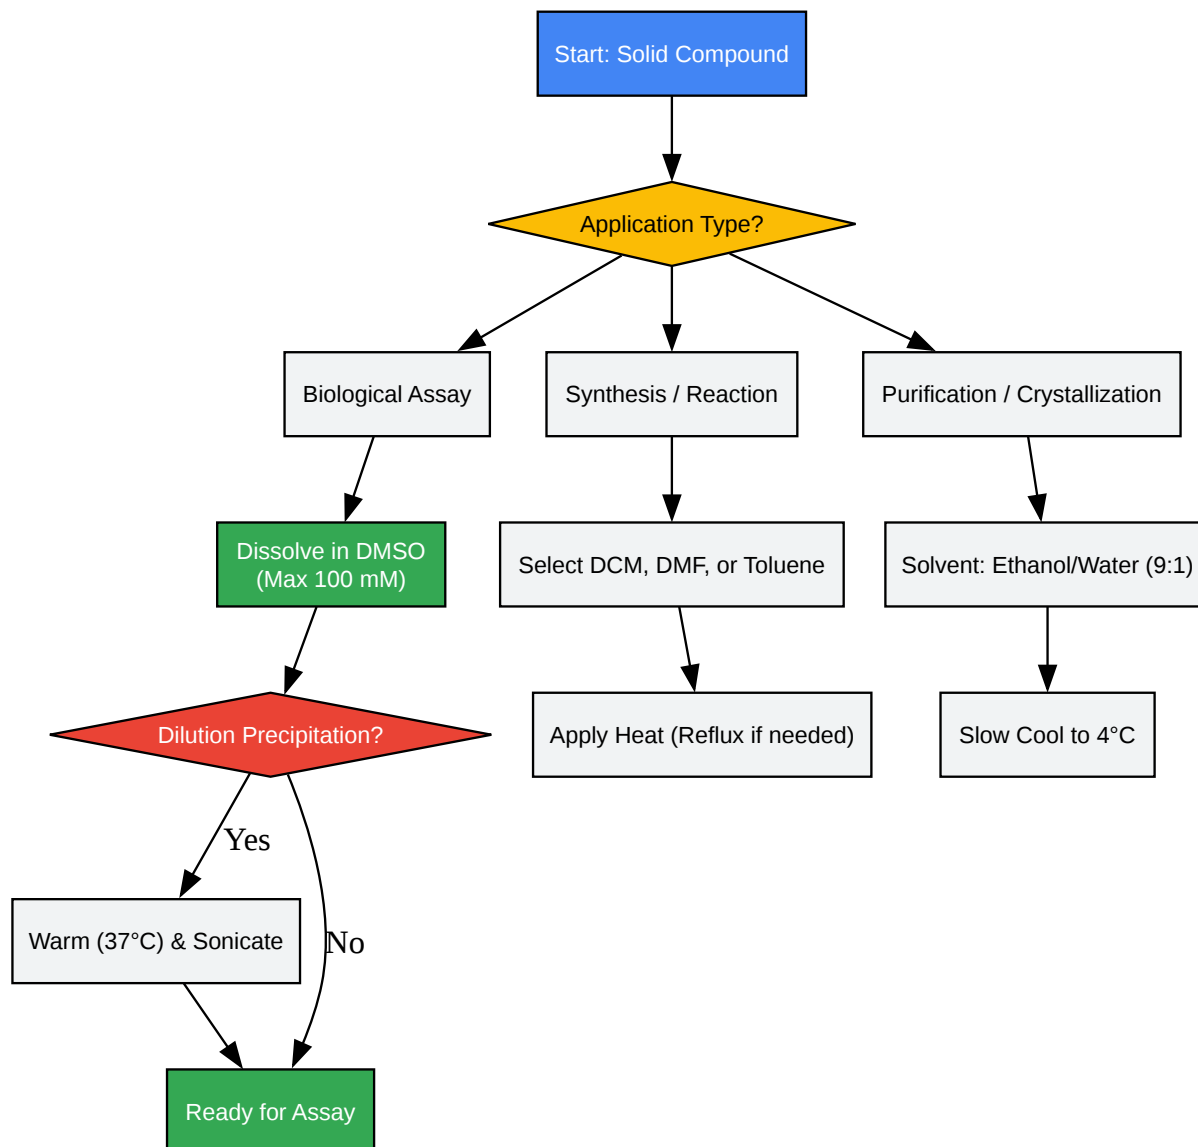 Start: Solid Compound
Application Type?
Biological Assay
Synthesis / Reaction
Purification / Crystallization
Dissolve in DMSO
(Max 100 mM)
Select DCM, DMF, or Toluene
Solvent: Ethanol/Water (9:1)
Dilution Precipitation?
Apply Heat (Reflux if needed)
Slow Cool to 4°C
Yes
Warm (37°C) & Sonicate
No
Ready for Assay